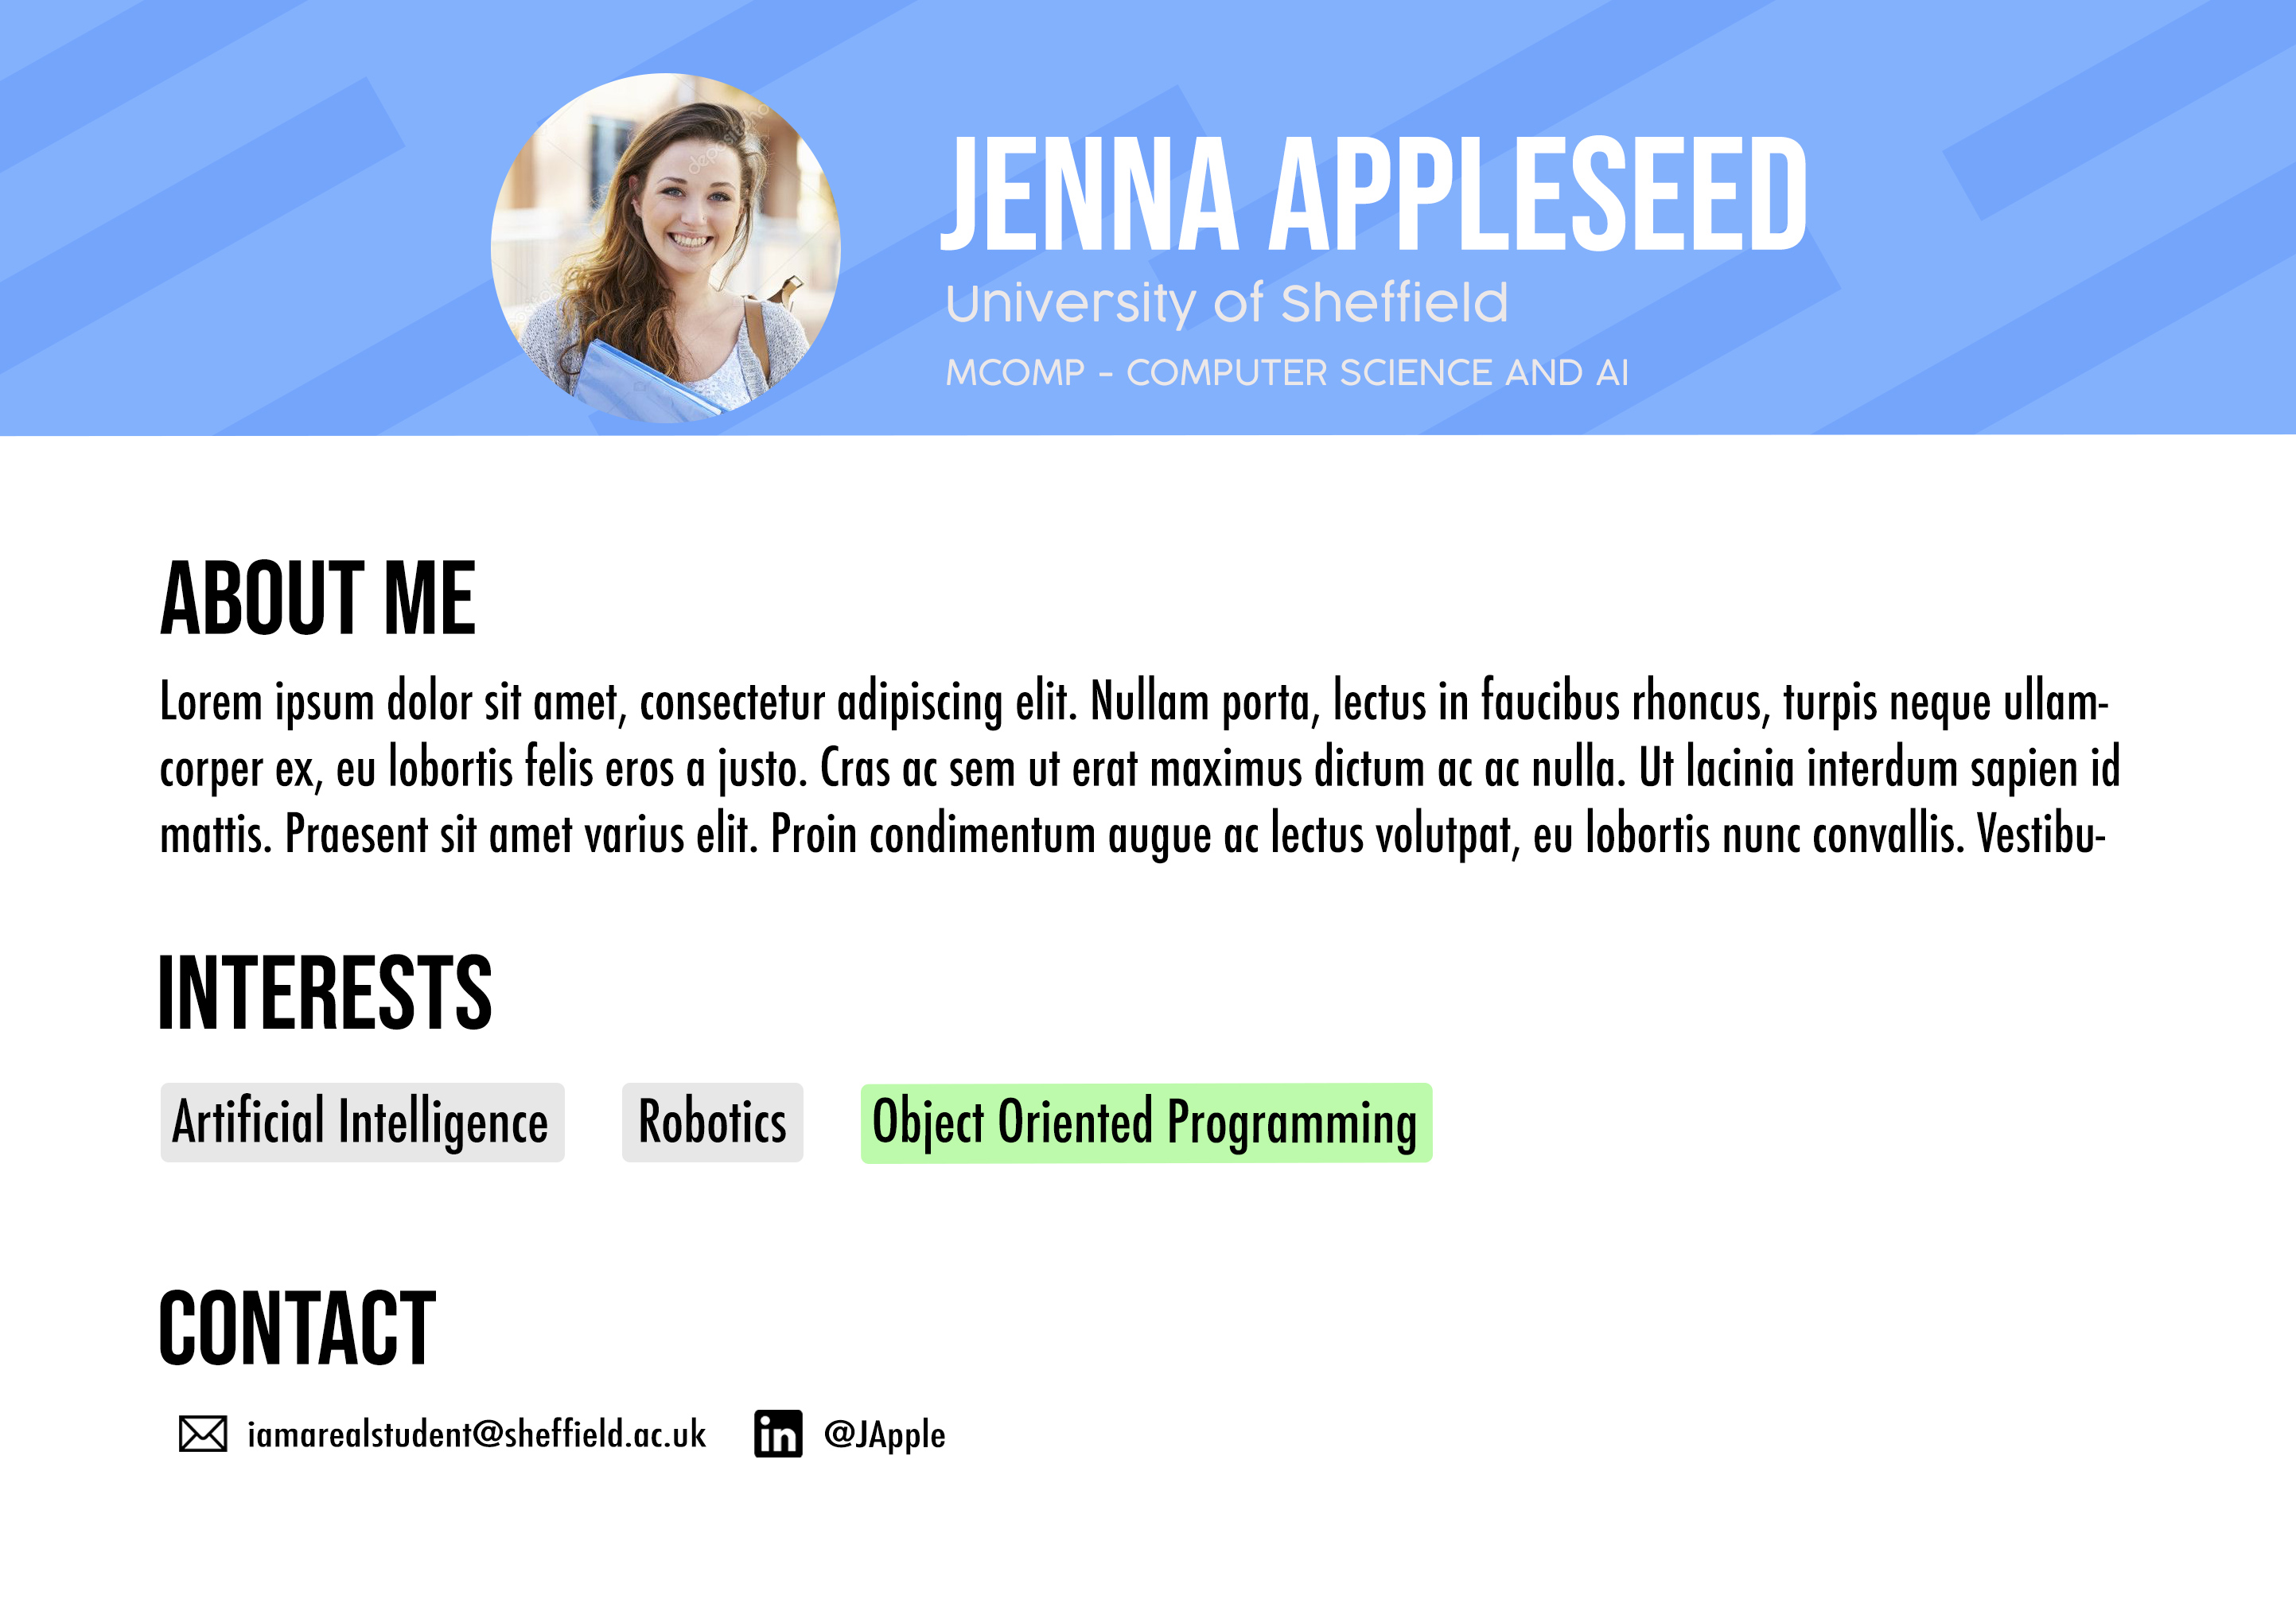 JENNA APPLESEED
University of Sheffield
MCOMP - COMPUTER SCIENCE AND AI
ABOUT ME
Lorem ipsum dolor sit amet, consectetur adipiscing elit. Nullam porta, lectus in faucibus rhoncus, turpis neque ullam-
corper ex, eu lobortis felis eros a justo. Cras ac sem ut erat maximus dictum ac ac nulla. Ut lacinia interdum sapien id
mattis. Praesent sit amet varius elit. Proin condimentum augue ac lectus volutpat, eu lobortis nunc convallis. Vestibu-
INTERESTS
Artificial Intelligence Robotics Object Oriented Programming
CONTACT
iamarealstudent@sheffield.ac.uk in @JApple